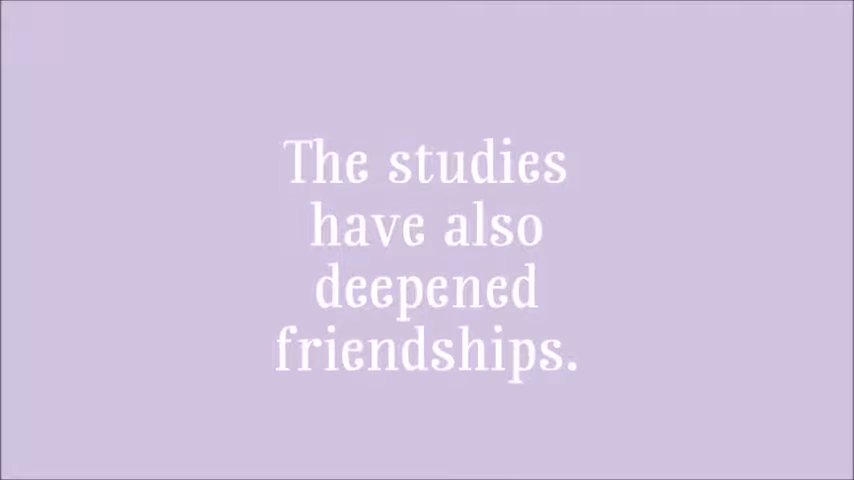 The studies
have also
deepened
friendships.